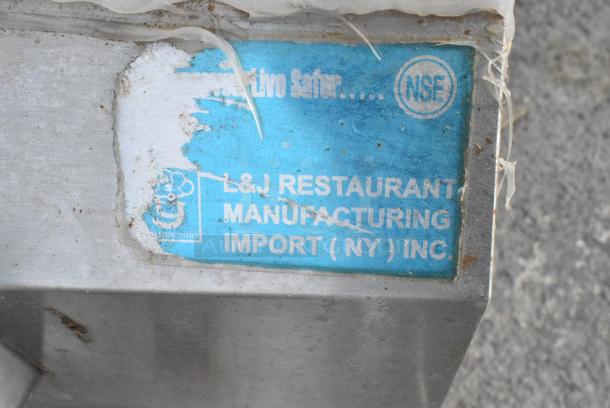 Live Safer.....
NSF
L&J RESTAURANT
MANUFACTURING
IMPORT ( NY ) INC.